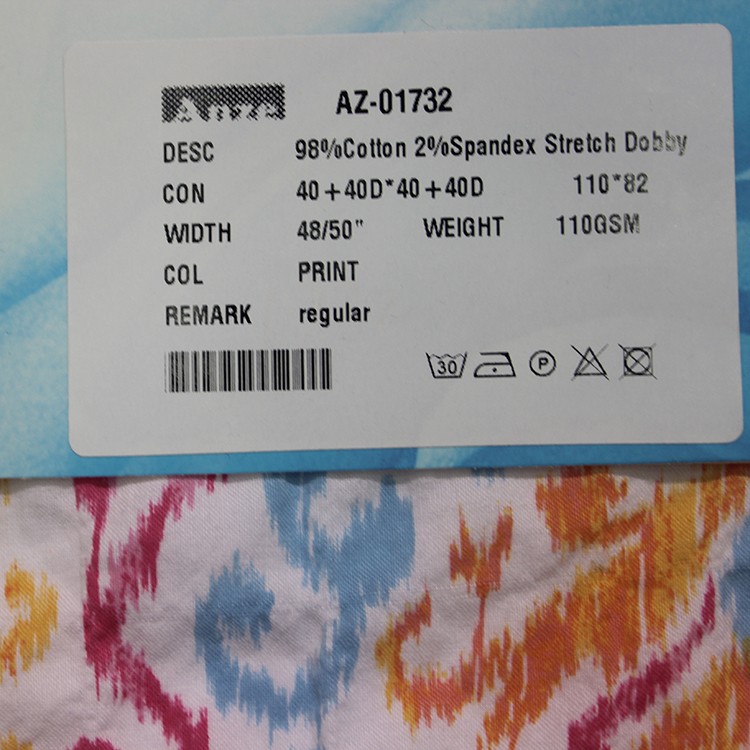 Anze AZ-01732
DESC 98%Cotton 2%Spandex Stretch Dobby
CON 40+40D*40+40D 110*82
WIDTH 48/50" WEIGHT 110GSM
COL PRINT
REMARK regular
30 P